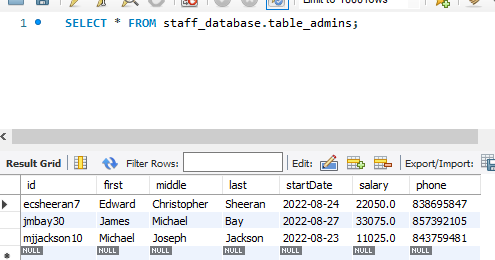 Limit to 1000 rows
1 SELECT * FROM staff_database.table_admins;
Result Grid Filter Rows: Edit: Export/Import:
id first middle last startDate salary phone
ecsheeran7 Edward Christopher Sheeran 2022-08-24 22050.0 838695847
jmbay30 James Michael Bay 2022-08-27 33075.0 857392105
mjjackson10 Michael Joseph Jackson 2022-08-23 11025.0 843759481
NULL NULL NULL NULL NULL NULL NULL